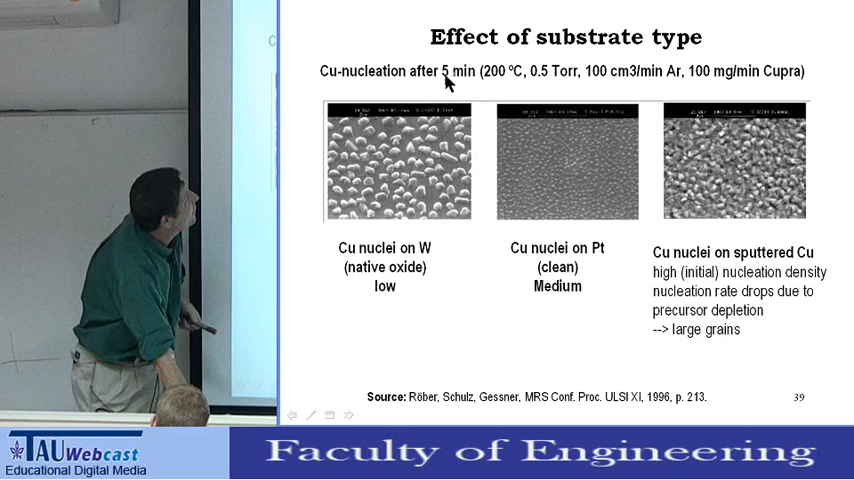 Effect of substrate type
Cu-nucleation after 5 min (200 ºC, 0.5 Torr, 100 cm3/min Ar, 100 mg/min Cupra)
Cu nuclei on W
(native oxide)
low
Cu nuclei on Pt
(clean)
Medium
Cu nuclei on sputtered Cu
high (initial) nucleation density
nucleation rate drops due to
precursor depletion
--> large grains
Source: Röber, Schulz, Gessner, MRS Conf. Proc. ULSI XI, 1996, p. 213.
39
TAU Webcast
Educational Digital Media
Faculty of Engineering